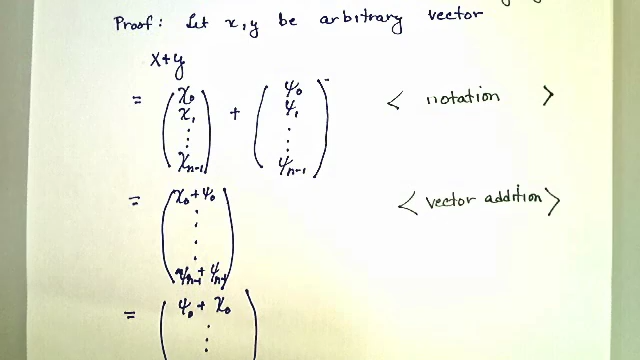 Proof: Let x, y be arbitrary vector
x+y
= ( χ₀ χ₁ ⋮ χₙ₋₁ ) + ( ψ₀ ψ₁ ⋮ ψₙ₋₁ ) < notation >
= ( χ₀ + ψ₀ ⋮ ψₙ₋₁ + ψₙ₋₁ ) < vector addition >
= ( ψ₀ + χ₀ ⋮